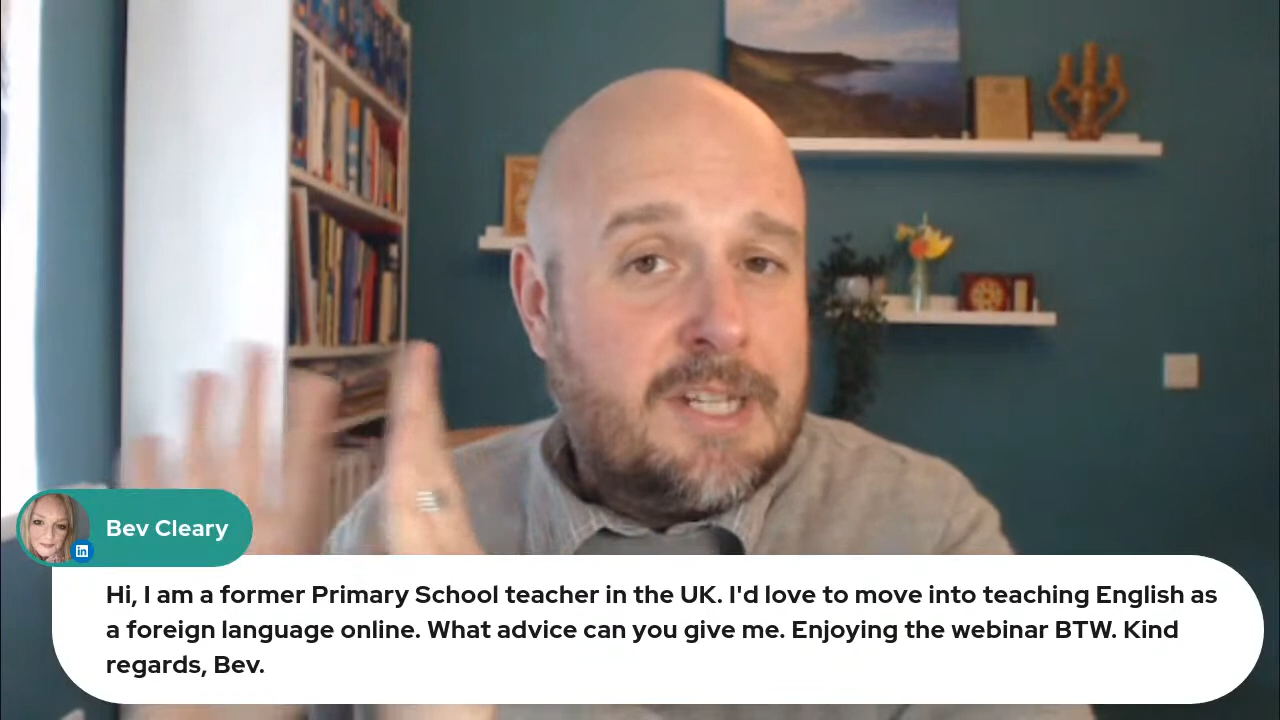 Bev Cleary
in
Hi, I am a former Primary School teacher in the UK. I'd love to move into teaching English as
a foreign language online. What advice can you give me. Enjoying the webinar BTW. Kind
regards, Bev.